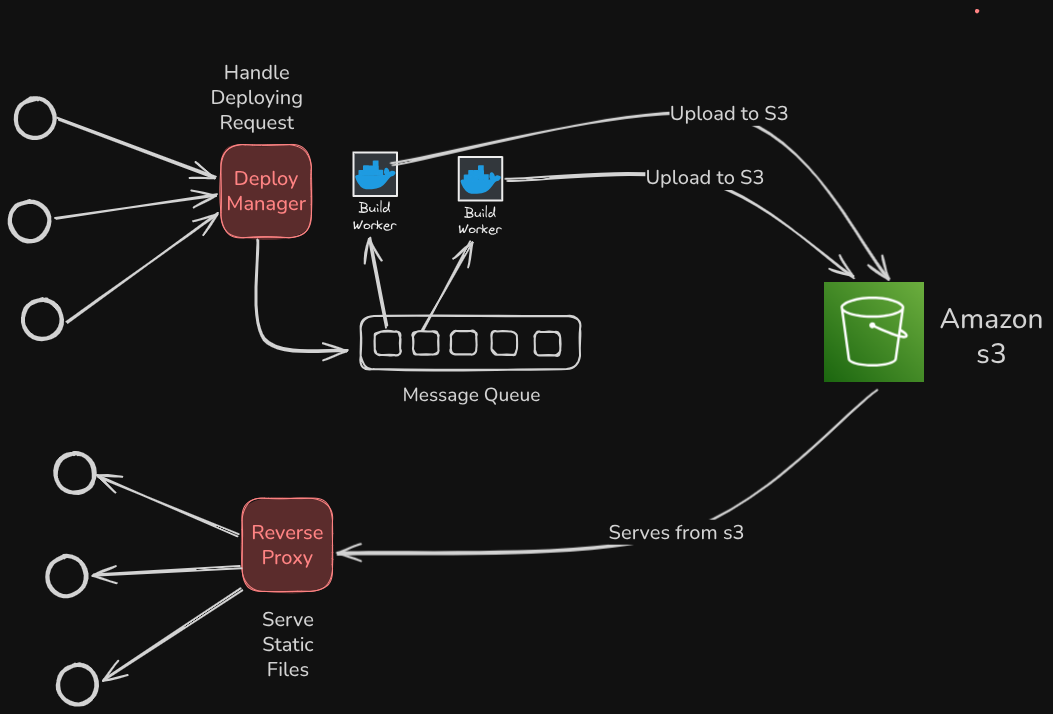 Handle
Deploying
Request
Deploy
Manager
Build
Worker
Build
Worker
Upload to S3
Upload to S3
Amazon
s3
Message Queue
Reverse
Proxy
Serves from s3
Serve
Static
Files